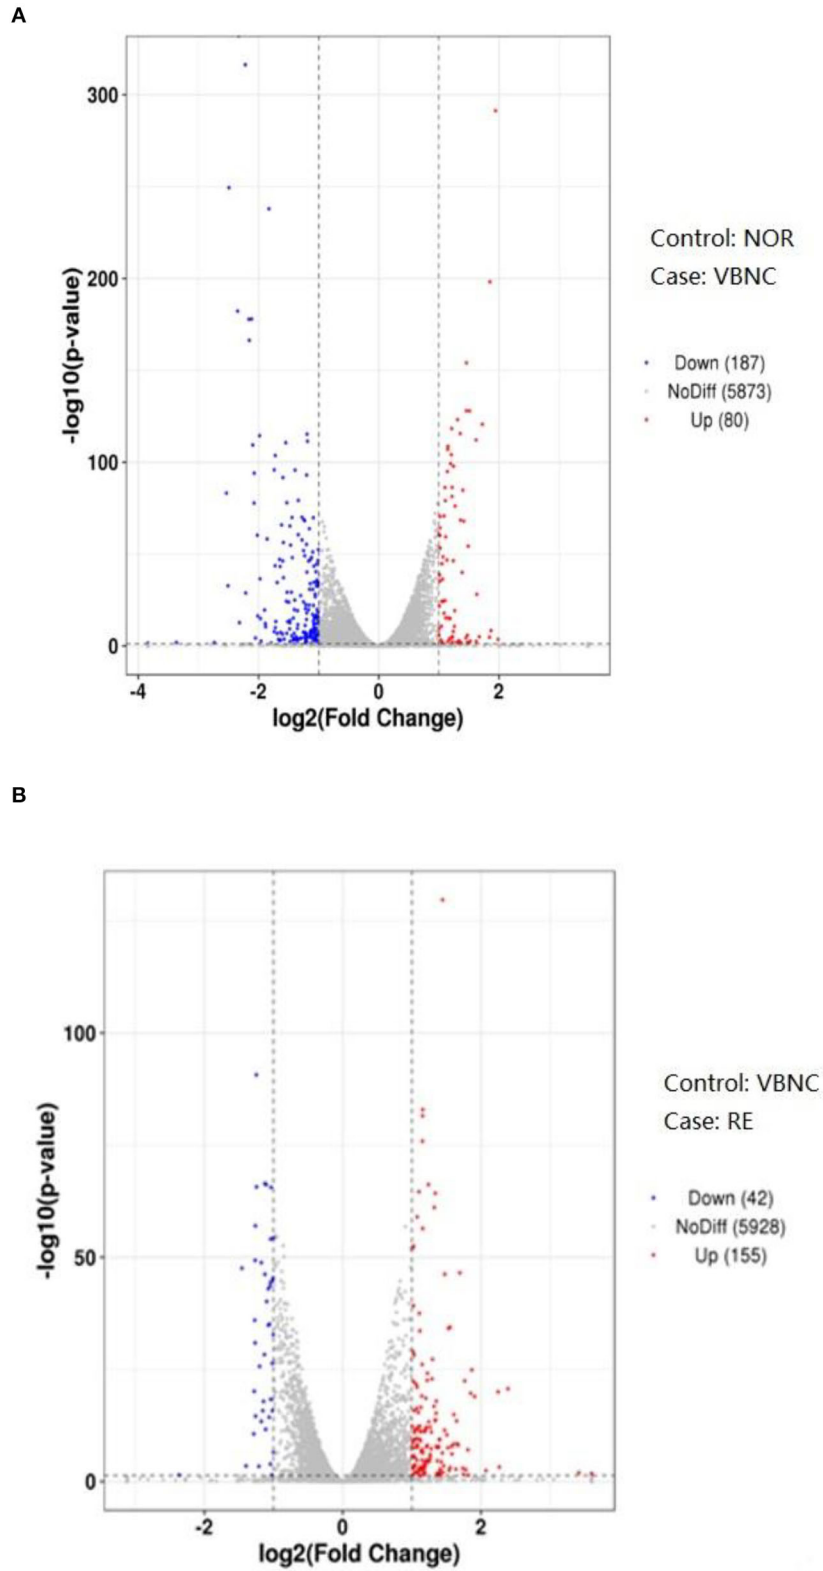 A
300
200
100
0
-log10(p-value)
-4 -2 0 2
log2(Fold Change)
Control: NOR
Case: VBNC
Down (187)
NoDiff (5873)
Up (80)
B
100
50
0
-log10(p-value)
-2 0 2
log2(Fold Change)
Control: VBNC
Case: RE
Down (42)
NoDiff (5928)
Up (155)